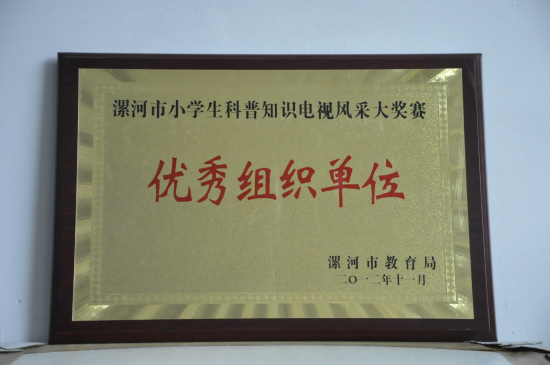 漯河市小学生科普知识电视风采大奖赛
优秀组织单位
漯河市教育局
二〇一二年十一月